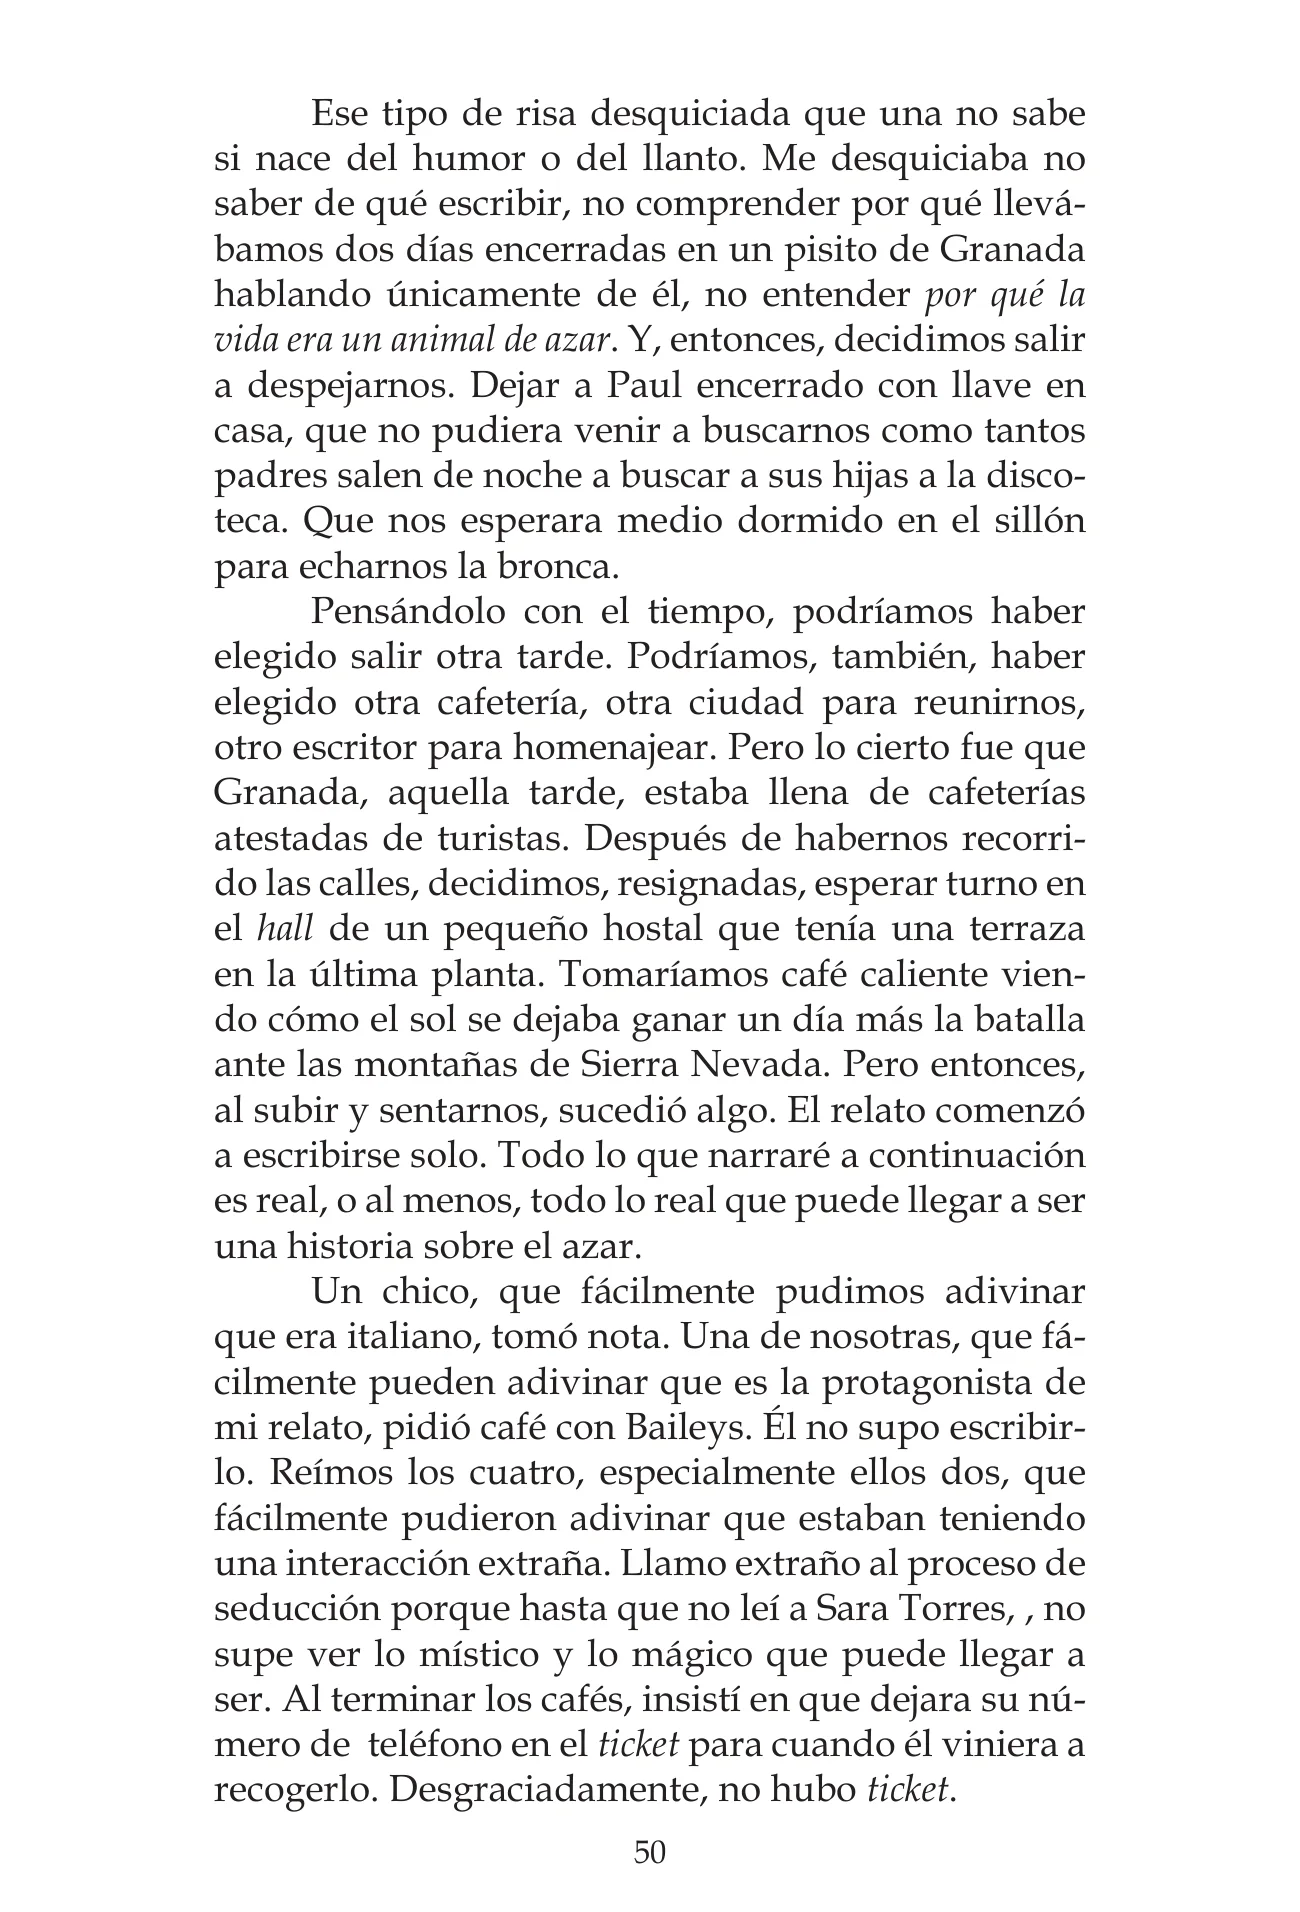 Ese tipo de risa desquiciada que una no sabe
si nace del humor o del llanto. Me desquiciaba no
saber de qué escribir, no comprender por qué llevá-
bamos dos días encerradas en un pisito de Granada
hablando únicamente de él, no entender por qué la
vida era un animal de azar. Y, entonces, decidimos salir
a despejarnos. Dejar a Paul encerrado con llave en
casa, que no pudiera venir a buscarnos como tantos
padres salen de noche a buscar a sus hijas a la disco-
teca. Que nos esperara medio dormido en el sillón
para echarnos la bronca.
Pensándolo con el tiempo, podríamos haber
elegido salir otra tarde. Podríamos, también, haber
elegido otra cafetería, otra ciudad para reunirnos,
otro escritor para homenajear. Pero lo cierto fue que
Granada, aquella tarde, estaba llena de cafeterías
atestadas de turistas. Después de habernos recorri-
do las calles, decidimos, resignadas, esperar turno en
el hall de un pequeño hostal que tenía una terraza
en la última planta. Tomaríamos café caliente vien-
do cómo el sol se dejaba ganar un día más la batalla
ante las montañas de Sierra Nevada. Pero entonces,
al subir y sentarnos, sucedió algo. El relato comenzó
a escribirse solo. Todo lo que narraré a continuación
es real, o al menos, todo lo real que puede llegar a ser
una historia sobre el azar.
Un chico, que fácilmente pudimos adivinar
que era italiano, tomó nota. Una de nosotras, que fá-
cilmente pueden adivinar que es la protagonista de
mi relato, pidió café con Baileys. Él no supo escribir-
lo. Reímos los cuatro, especialmente ellos dos, que
fácilmente pudieron adivinar que estaban teniendo
una interacción extraña. Llamo extraño al proceso de
seducción porque hasta que no leí a Sara Torres, , no
supe ver lo místico y lo mágico que puede llegar a
ser. Al terminar los cafés, insistí en que dejara su nú-
mero de  teléfono en el ticket para cuando él viniera a
recogerlo. Desgraciadamente, no hubo ticket.
50